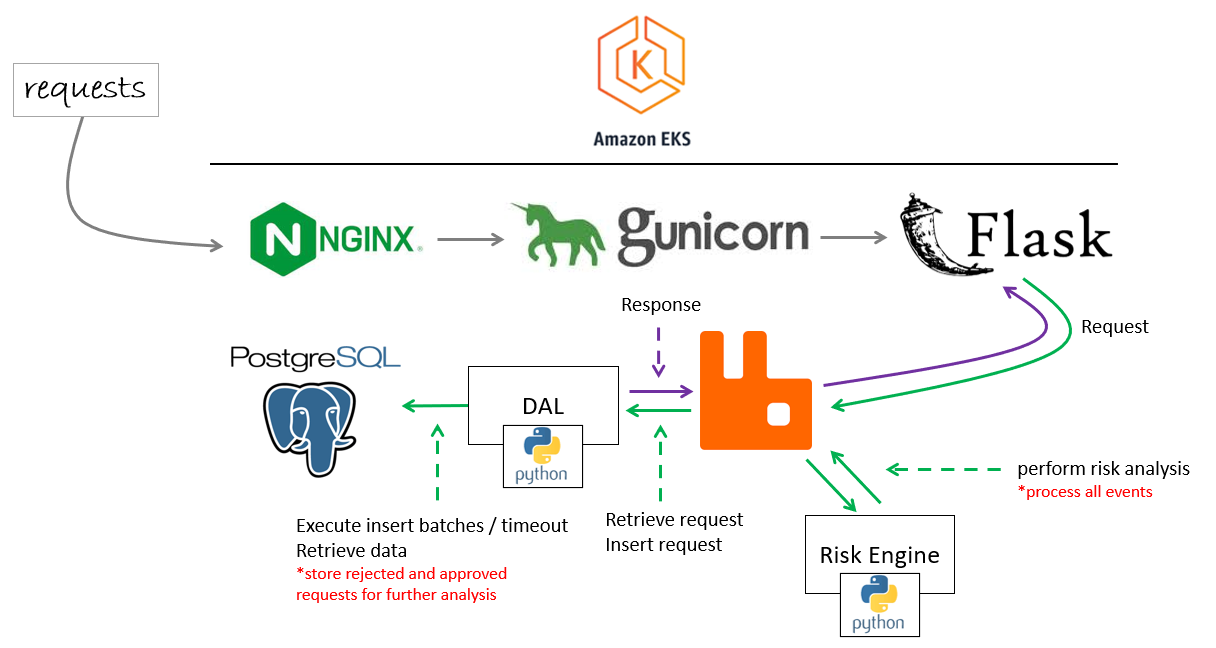 requests
K
Amazon EKS
N NGINX®
gunicorn
Flask
Response
Request
PostgreSQL
DAL
python
perform risk analysis
*process all events
Execute insert batches / timeout
Retrieve data
*store rejected and approved
requests for further analysis
Retrieve request
Insert request
Risk Engine
python